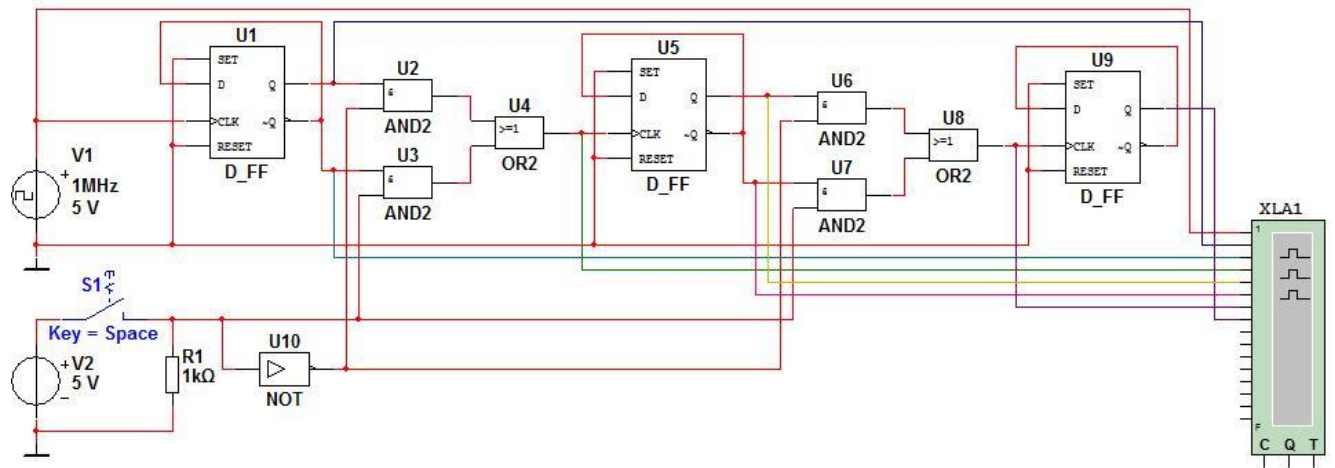 U1
SET
D
Q
CLK
~Q
RESET
D_FF
U2
&
AND2
U3
&
AND2
U4
>=1
OR2
U5
SET
D
Q
CLK
~Q
RESET
D_FF
U6
&
AND2
U7
&
AND2
U8
>=1
OR2
U9
SET
D
Q
CLK
~Q
RESET
D_FF
V1
+
1MHz
5 V
XLA1
1
F
C Q T
S1
Key = Space
V2
+
5 V
R1
1kΩ
U10
NOT